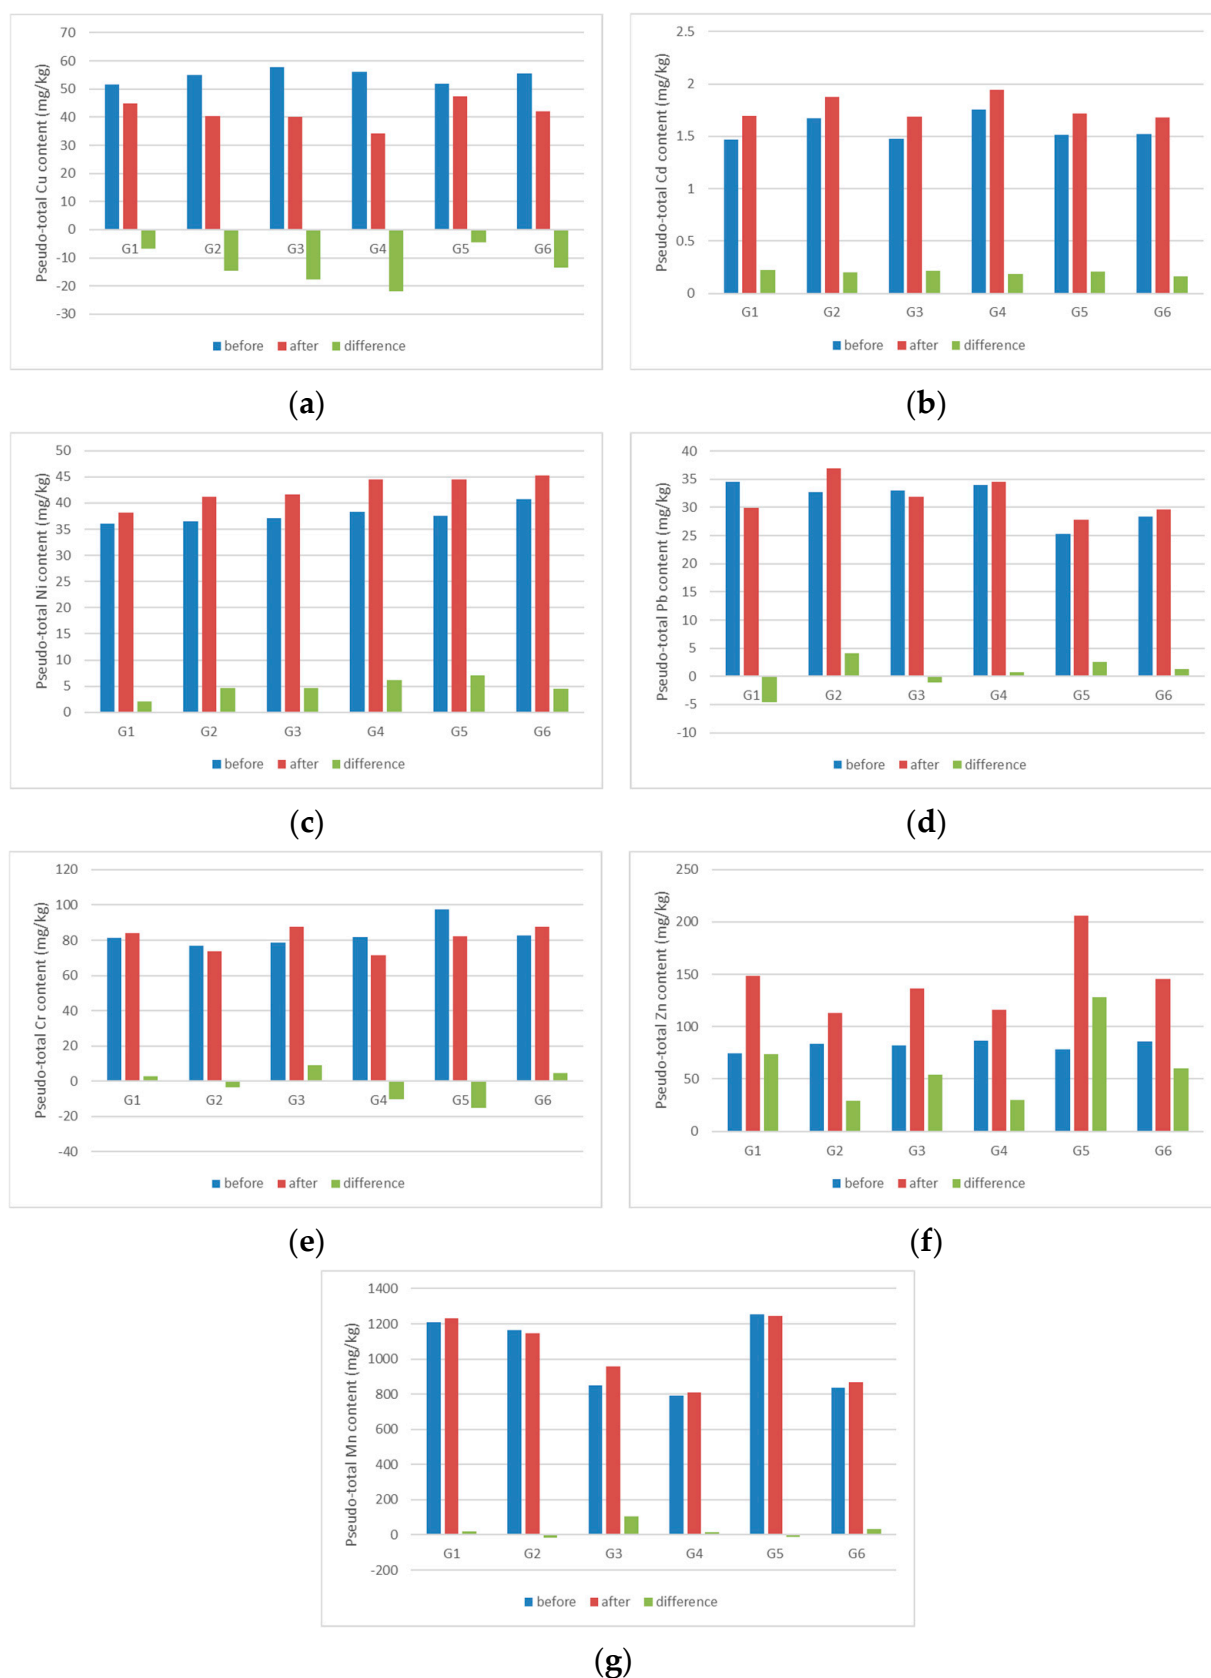 Pseudo-total Cu content (mg/kg)
70
60
50
40
30
20
10
0
-10
-20
-30
G1 G2 G3 G4 G5 G6
before after difference
(a)
Pseudo-total Cd content (mg/kg)
2.5
2
1.5
1
0.5
0
G1 G2 G3 G4 G5 G6
before after difference
(b)
Pseudo-total Ni content (mg/kg)
50
45
40
35
30
25
20
15
10
5
0
G1 G2 G3 G4 G5 G6
before after difference
(c)
Pseudo-total Pb content (mg/kg)
40
35
30
25
20
15
10
5
0
-5
-10
G1 G2 G3 G4 G5 G6
before after difference
(d)
Pseudo-total Cr content (mg/kg)
120
100
80
60
40
20
0
-20
-40
G1 G2 G3 G4 G5 G6
before after difference
(e)
Pseudo-total Zn content (mg/kg)
250
200
150
100
50
0
G1 G2 G3 G4 G5 G6
before after difference
(f)
Pseudo-total Mn content (mg/kg)
1400
1200
1000
800
600
400
200
0
-200
G1 G2 G3 G4 G5 G6
before after difference
(g)